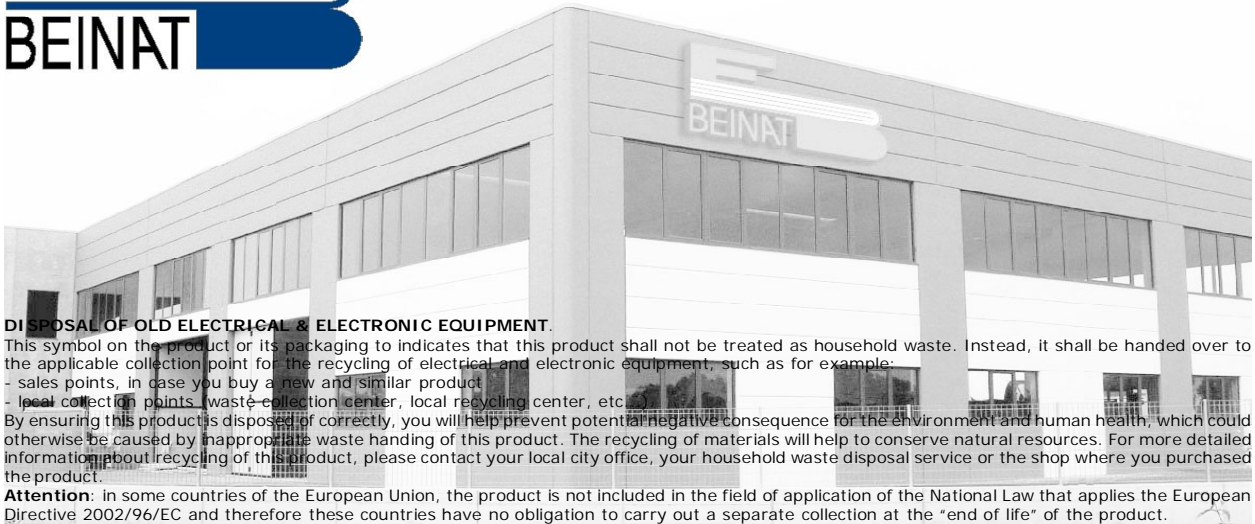 BEINAT
BEINAT
DISPOSAL OF OLD ELECTRICAL & ELECTRONIC EQUIPMENT.
This symbol on the product or its packaging to indicates that this product shall not be treated as household waste. Instead, it shall be handed over to
the applicable collection point for the recycling of electrical and electronic equipment, such as for example:
- sales points, in case you buy a new and similar product
- local collection points (waste collection center, local recycling center, etc...).
By ensuring this product is disposed of correctly, you will help prevent potential negative consequence for the environment and human health, which could
otherwise be caused by inappropriate waste handing of this product. The recycling of materials will help to conserve natural resources. For more detailed
information about recycling of this product, please contact your local city office, your household waste disposal service or the shop where you purchased
the product.
Attention: in some countries of the European Union, the product is not included in the field of application of the National Law that applies the European
Directive 2002/96/EC and therefore these countries have no obligation to carry out a separate collection at the “end of life” of the product.